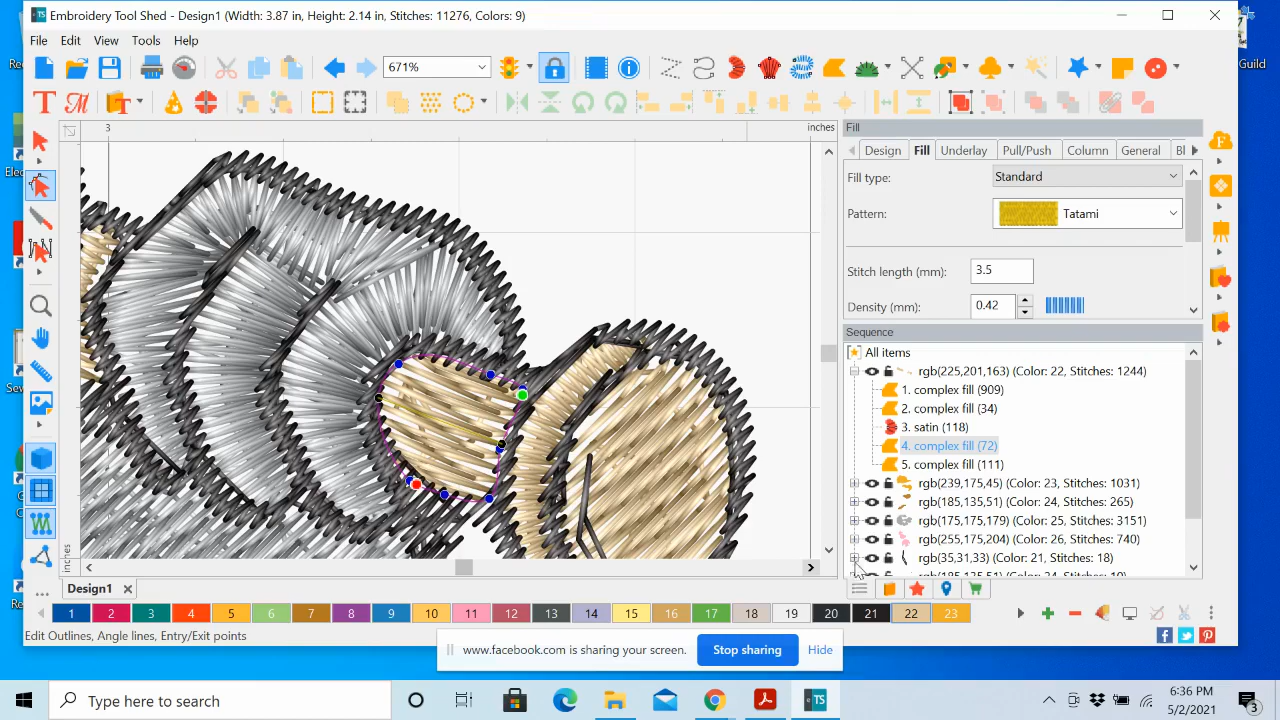 Embroidery Tool Shed - Design1 (Width: 3.87 in, Height: 2.14 in, Stitches: 11276, Colors: 9)
File Edit View Tools Help
671%
3 inches
inches
Fill
Design Fill Underlay Pull/Push Column General Bl
Fill type: Standard
Pattern: Tatami
Stitch length (mm): 3.5
Density (mm): 0.42
Sequence
All items
rgb(225,201,163) (Color: 22, Stitches: 1244)
1. complex fill (909)
2. complex fill (34)
3. satin (118)
4. complex fill (72)
5. complex fill (111)
rgb(239,175,45) (Color: 23, Stitches: 1031)
rgb(185,135,51) (Color: 24, Stitches: 265)
rgb(175,175,179) (Color: 25, Stitches: 3151)
rgb(255,175,204) (Color: 26, Stitches: 740)
rgb(35,31,33) (Color: 21, Stitches: 18)
Design1
1 2 3 4 5 6 7 8 9 10 11 12 13 14 15 16 17 18 19 20 21 22 23
Edit Outlines, Angle lines, Entry/Exit points
www.facebook.com is sharing your screen. Stop sharing Hide
Type here to search
6:36 PM
5/2/2021
3
Guild